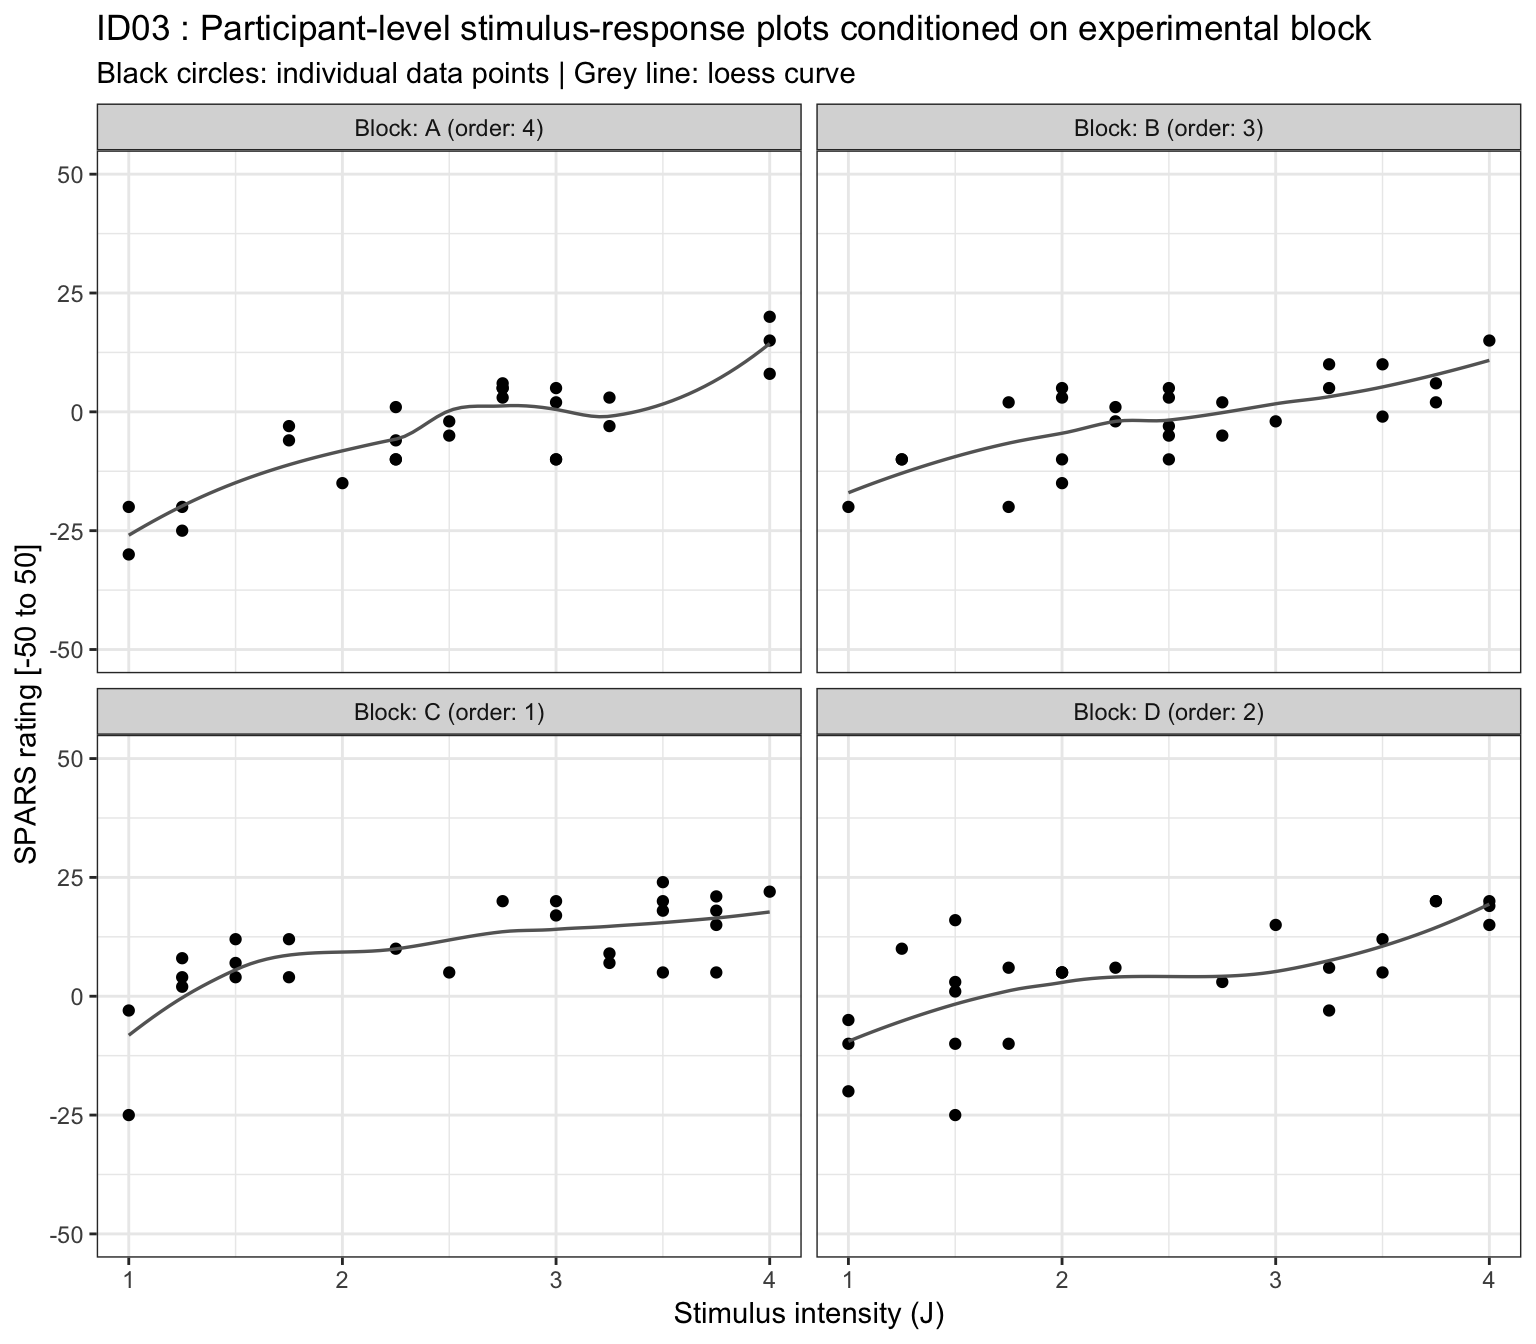 ID03 : Participant-level stimulus-response plots conditioned on experimental block
Black circles: individual data points | Grey line: loess curve
Block: A (order: 4)
Block: B (order: 3)
50
25
0
-25
-50
Block: C (order: 1)
Block: D (order: 2)
50
25
0
-25
-50
SPARS rating [-50 to 50]
1 2 3 4
1 2 3 4
Stimulus intensity (J)